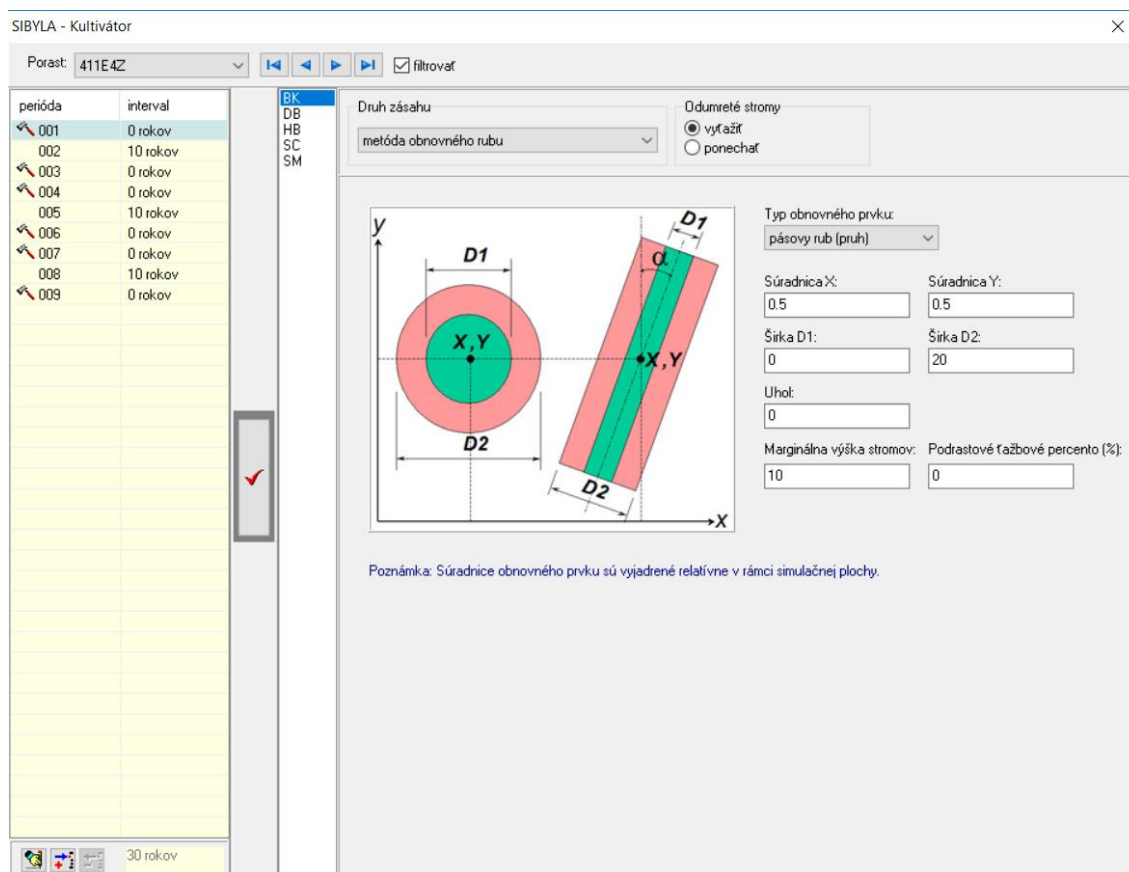 SIBYLA - Kultivátor
Porast: 411E4Z
filtrovať
perióda interval
001 0 rokov
002 10 rokov
003 0 rokov
004 0 rokov
005 10 rokov
006 0 rokov
007 0 rokov
008 10 rokov
009 0 rokov
30 rokov
BK
DB
HB
SC
SM
Druh zásahu
metóda obnovného rubu
Odumreté stromy
vyťažiť
ponechať
y
D1
X,Y
D2
D1
α
X,Y
D2
X
Typ obnovného prvku:
pásovy rub (pruh)
Súradnica X: Súradnica Y:
0.5 0.5
Šírka D1: Šírka D2:
0 20
Uhol:
0
Marginálna výška stromov: Podrastové ťažbové percento (%):
10 0
Poznámka: Súradnice obnovného prvku sú vyjadrené relatívne v rámci simulačnej plochy.